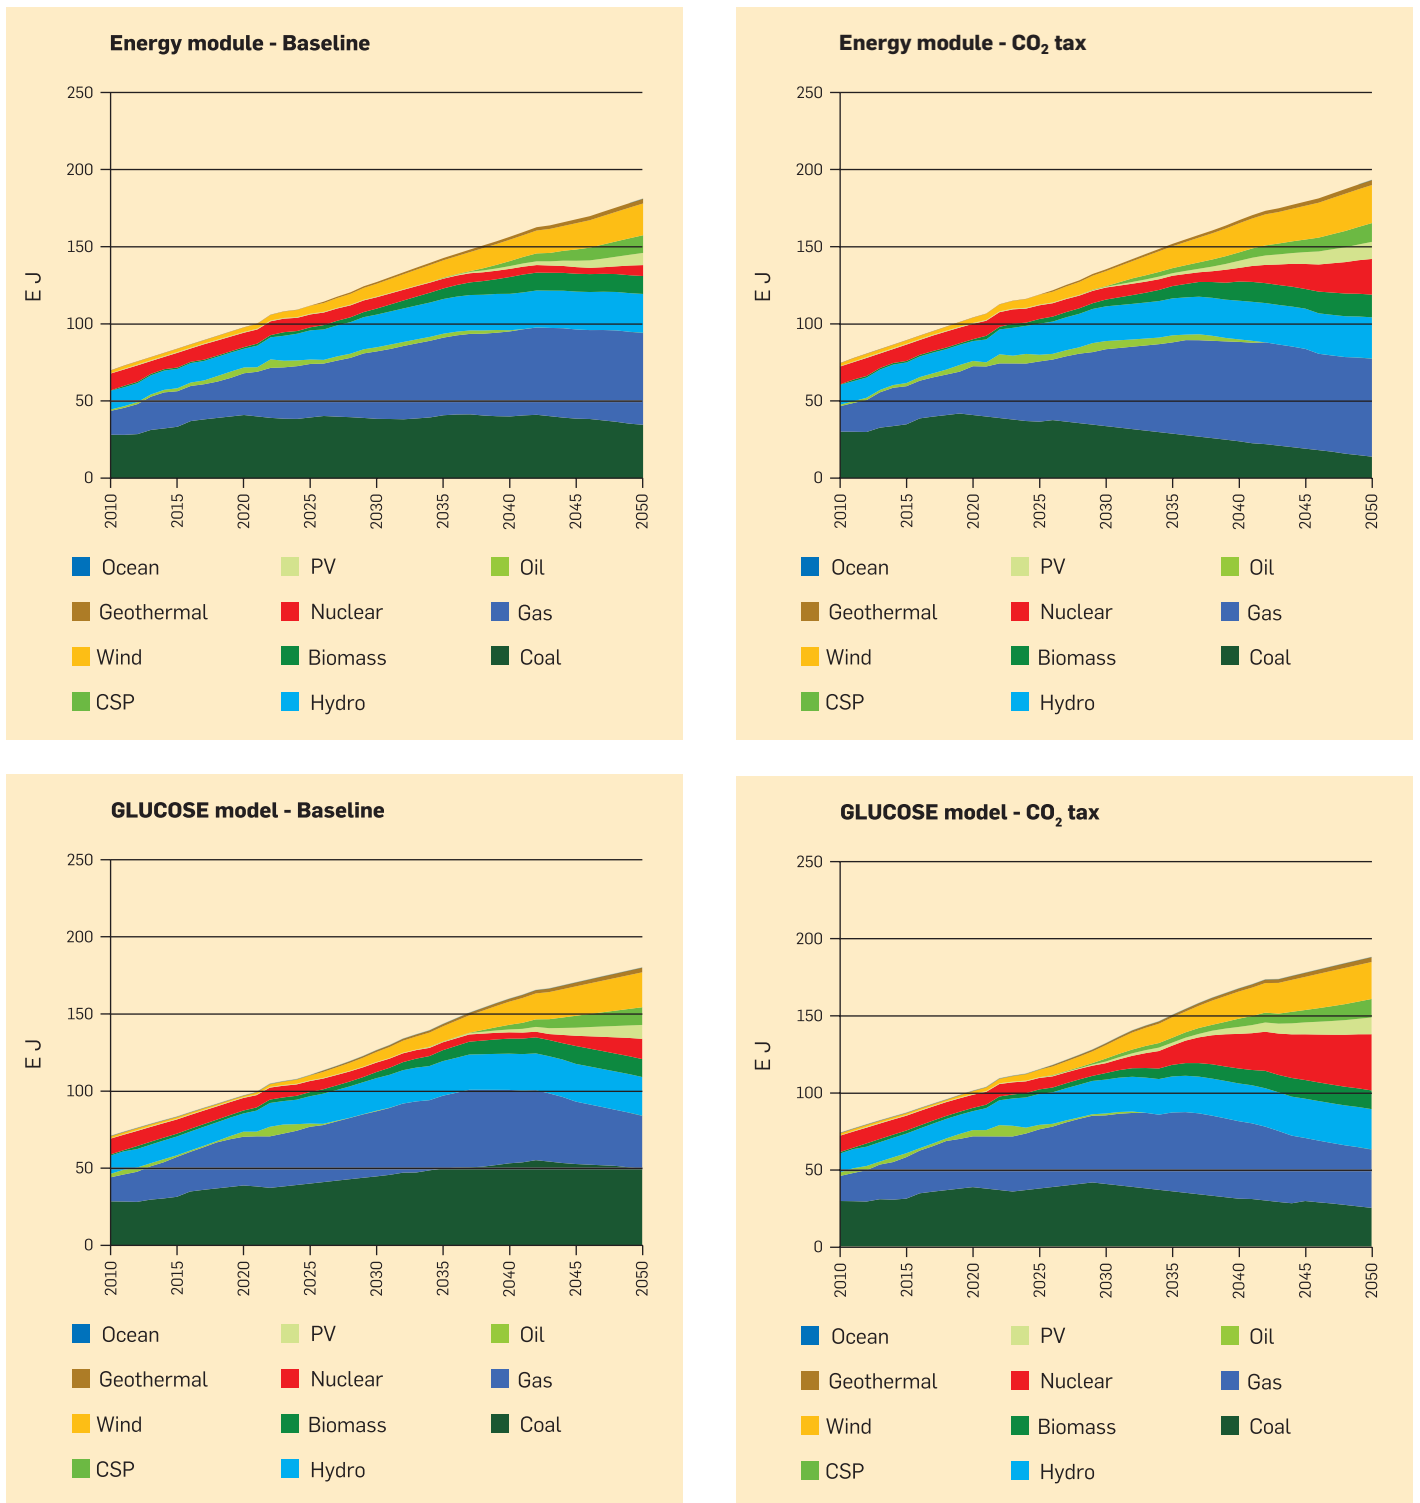 Energy module - Baseline
250
200
150
100
50
0
EJ
2010 2015 2020 2025 2030 2035 2040 2045 2050
Ocean PV Oil
Geothermal Nuclear Gas
Wind Biomass Coal
CSP Hydro
Energy module - CO₂ tax
250
200
150
100
50
0
EJ
2010 2015 2020 2025 2030 2035 2040 2045 2050
Ocean PV Oil
Geothermal Nuclear Gas
Wind Biomass Coal
CSP Hydro
GLUCOSE model - Baseline
250
200
150
100
50
0
EJ
2010 2015 2020 2025 2030 2035 2040 2045 2050
Ocean PV Oil
Geothermal Nuclear Gas
Wind Biomass Coal
CSP Hydro
GLUCOSE model - CO₂ tax
250
200
150
100
50
0
EJ
2010 2015 2020 2025 2030 2035 2040 2045 2050
Ocean PV Oil
Geothermal Nuclear Gas
Wind Biomass Coal
CSP Hydro